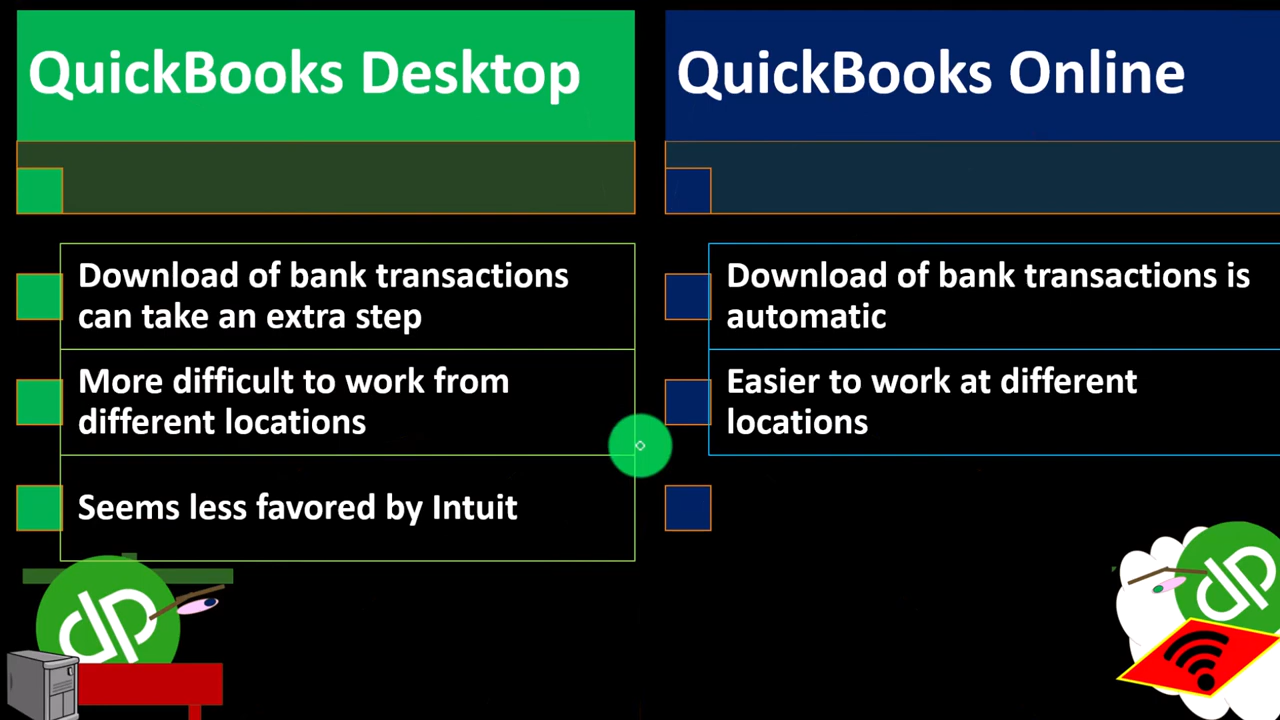 QuickBooks Desktop
Download of bank transactions
can take an extra step
More difficult to work from
different locations
Seems less favored by Intuit
QuickBooks Online
Download of bank transactions is
automatic
Easier to work at different
locations